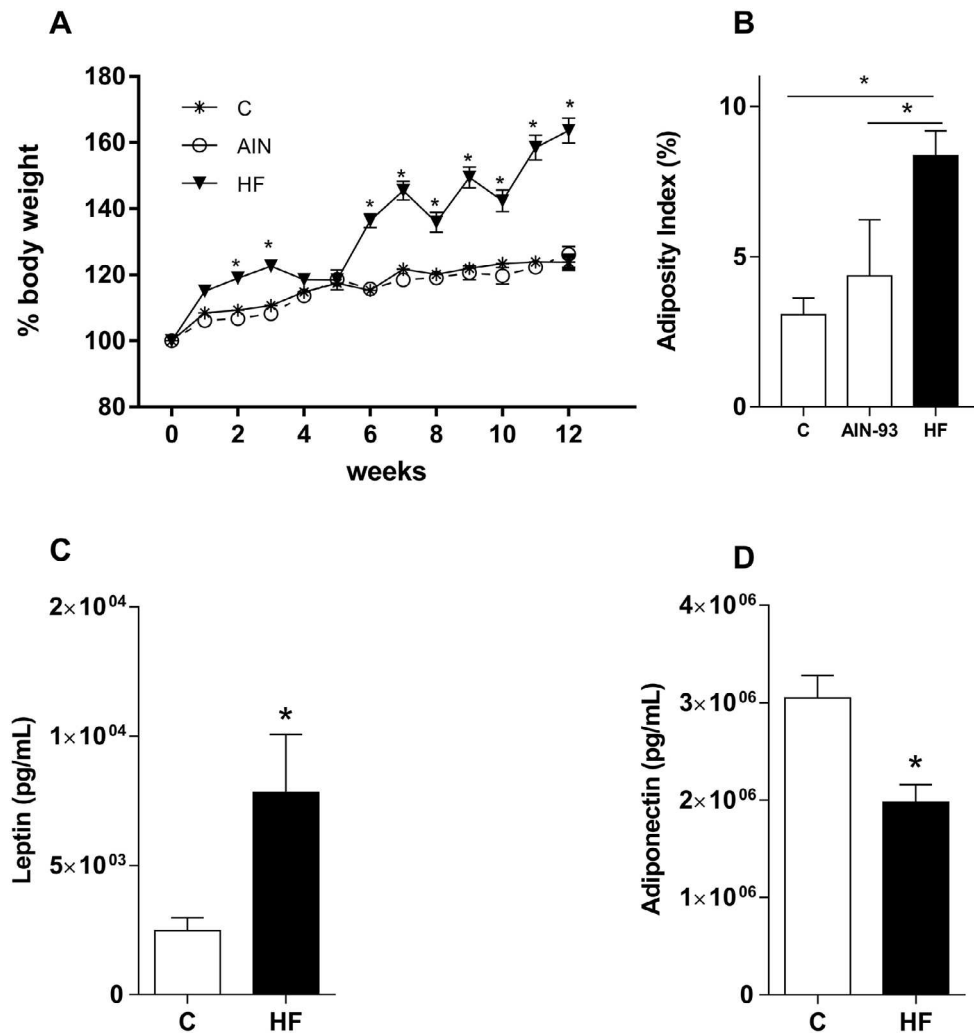 A
% body weight
180
160
140
120
100
80
C
AIN
HF
* * * * * * * * *
0 2 4 6 8 10 12
weeks
B
Adiposity Index (%)
10
5
0
*
*
C AIN-93 HF
C
Leptin (pg/mL)
2×10⁰⁴
1×10⁰⁴
5×10⁰³
0
*
C HF
D
Adiponectin (pg/mL)
4×10⁰⁶
3×10⁰⁶
2×10⁰⁶
1×10⁰⁶
0
*
C HF